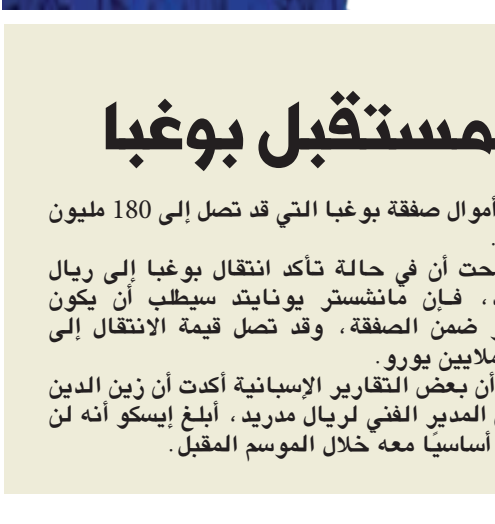 مستقبل بوغبا
أموال صفقة بوغبا التي قد تصل إلى 180 مليون
.
أن في حالة تأكد انتقال بوغبا إلى ريال
، فإن مانشستر يونايتد سيطلب أن يكون
ضمن الصفقة، وقد تصل قيمة الانتقال إلى
ملايين يورو.
أن بعض التقارير الإسبانية أكدت أن زين الدين
المدير الفني لريال مدريد، أبلغ إيسكو أنه لن
أساسيًا معه خلال الموسم المقبل.